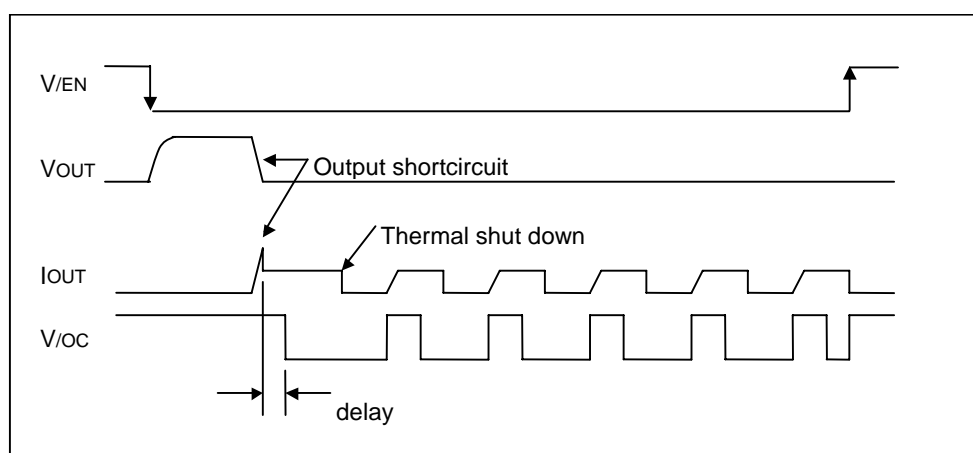 V/EN
VOUT
Output shortcircuit
Thermal shut down
IOUT
V/OC
delay